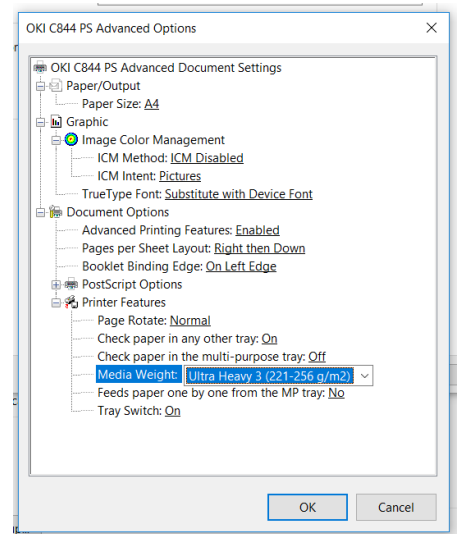 OKI C844 PS Advanced Options
OKI C844 PS Advanced Document Settings
Paper/Output
Paper Size: A4
Graphic
Image Color Management
ICM Method: ICM Disabled
ICM Intent: Pictures
TrueType Font: Substitute with Device Font
Document Options
Advanced Printing Features: Enabled
Pages per Sheet Layout: Right then Down
Booklet Binding Edge: On Left Edge
PostScript Options
Printer Features
Page Rotate: Normal
Check paper in any other tray: On
Check paper in the multi-purpose tray: Off
Media Weight: Ultra Heavy 3 (221-256 g/m2)
Feeds paper one by one from the MP tray: No
Tray Switch: On
OK Cancel